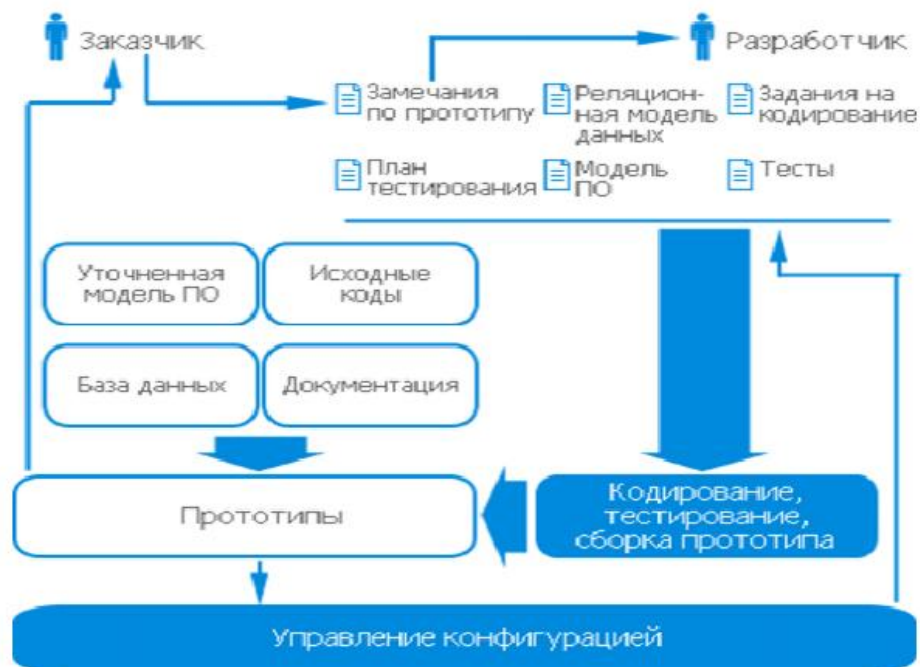 Заказчик
Разработчик
Замечания
по прототипу
Реляцион-
ная модель
данных
Задания на
кодирование
План
тестирования
Модель
ПО
Тесты
Уточненная
модель ПО
Исходные
коды
База данных
Документация
Прототипы
Кодирование,
тестирование,
сборка прототипа
Управление конфигурацией